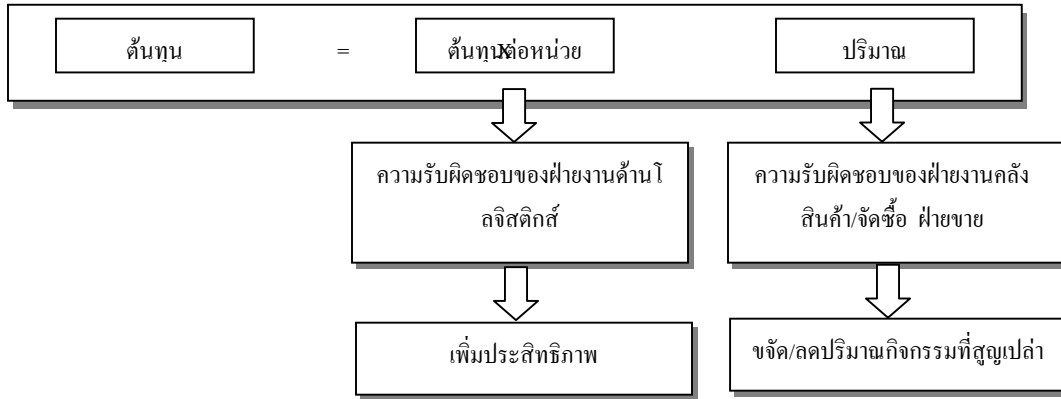 ต้นทุน = ต้นทุนต่อหน่วย X ปริมาณ
ความรับผิดชอบของฝ่ายงานด้านโ
ลจิสติกส์
ความรับผิดชอบของฝ่ายงานคลัง
สินค้า/จัดซื้อ ฝ่ายขาย
เพิ่มประสิทธิภาพ
ขจัด/ลดปริมาณกิจกรรมที่สูญเปล่า